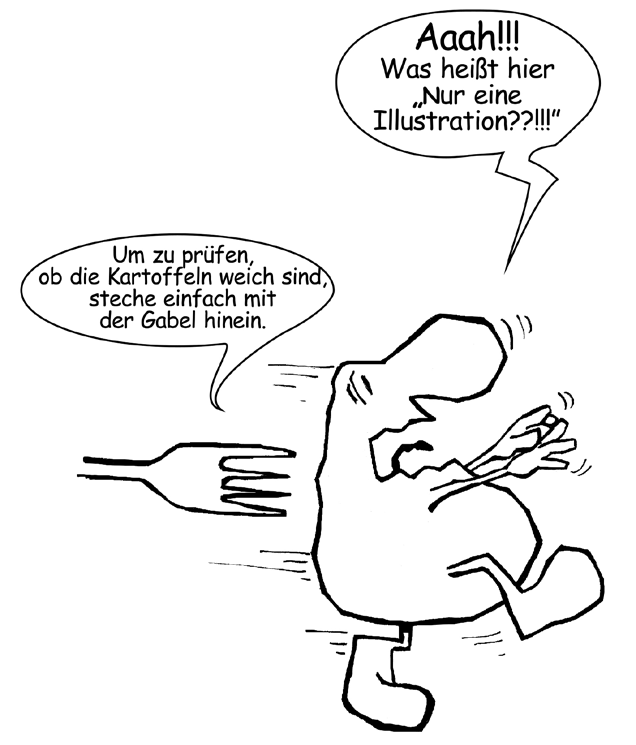 Aaah!!!
Was heißt hier
„Nur eine
Illustration??!!!"
Um zu prüfen,
ob die Kartoffeln weich sind,
steche einfach mit
der Gabel hinein.